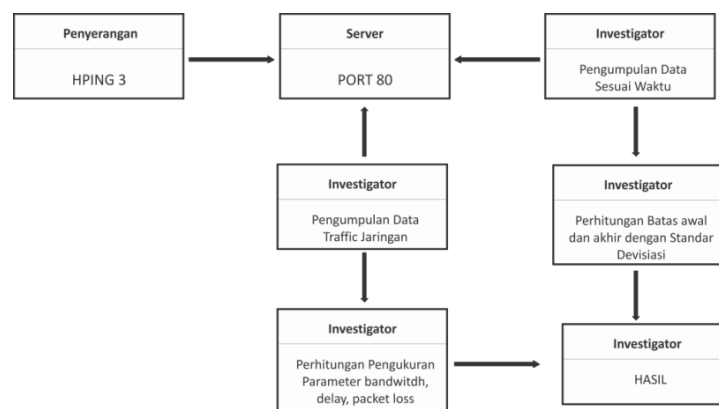 Penyerangan
HPING 3
Server
PORT 80
Investigator
Pengumpulan Data
Sesuai Waktu
Investigator
Pengumpulan Data
Traffic Jaringan
Investigator
Perhitungan Batas awal
dan akhir dengan Standar
Devisiasi
Investigator
Perhitungan Pengukuran
Parameter bandwitdh,
delay, packet loss
Investigator
HASIL